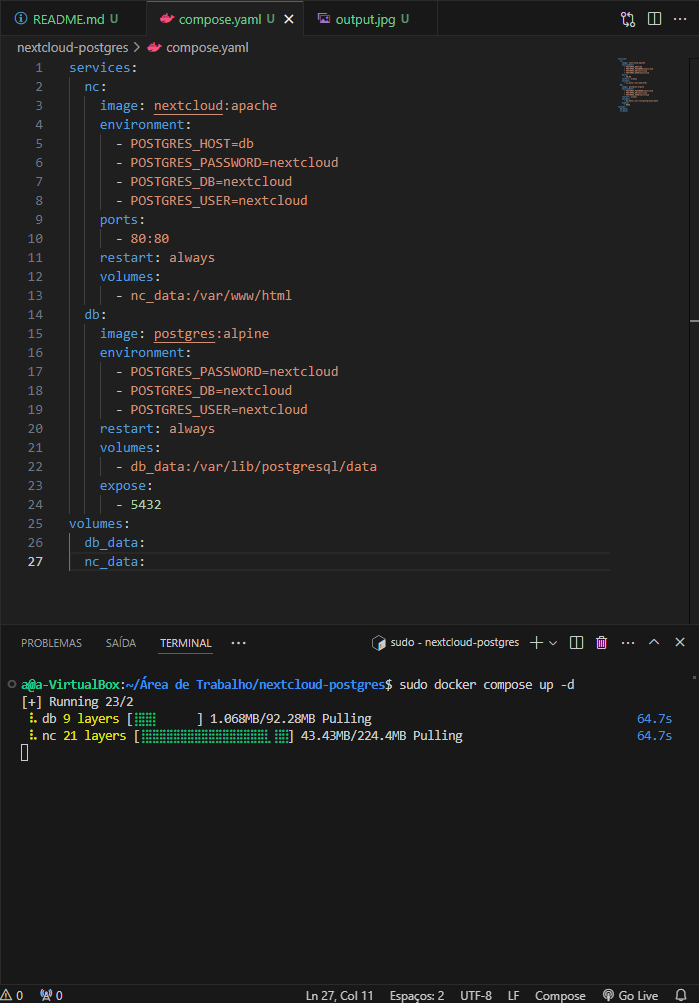 README.md U compose.yaml U output.jpg U
nextcloud-postgres > compose.yaml
1 services:
2   nc:
3     image: nextcloud:apache
4     environment:
5       - POSTGRES_HOST=db
6       - POSTGRES_PASSWORD=nextcloud
7       - POSTGRES_DB=nextcloud
8       - POSTGRES_USER=nextcloud
9     ports:
10       - 80:80
11     restart: always
12     volumes:
13       - nc_data:/var/www/html
14   db:
15     image: postgres:alpine
16     environment:
17       - POSTGRES_PASSWORD=nextcloud
18       - POSTGRES_DB=nextcloud
19       - POSTGRES_USER=nextcloud
20     restart: always
21     volumes:
22       - db_data:/var/lib/postgresql/data
23     expose:
24       - 5432
25 volumes:
26   db_data:
27   nc_data:
PROBLEMAS SAÍDA TERMINAL ··· sudo - nextcloud-postgres
a@a-VirtualBox:~/Área de Trabalho/nextcloud-postgres$ sudo docker compose up -d
[+] Running 23/2
db 9 layers [⣿⣿⣿      ] 1.068MB/92.28MB Pulling 64.7s
nc 21 layers [⣿⣿⣿⣿⣿⣿⣿⣿⣿⣿⣿⣿⣿⣿⣿⣿⣿⣿⣀⣿⣿] 43.43MB/224.4MB Pulling 64.7s
0 0 Ln 27, Col 11 Espaços: 2 UTF-8 LF Compose Go Live